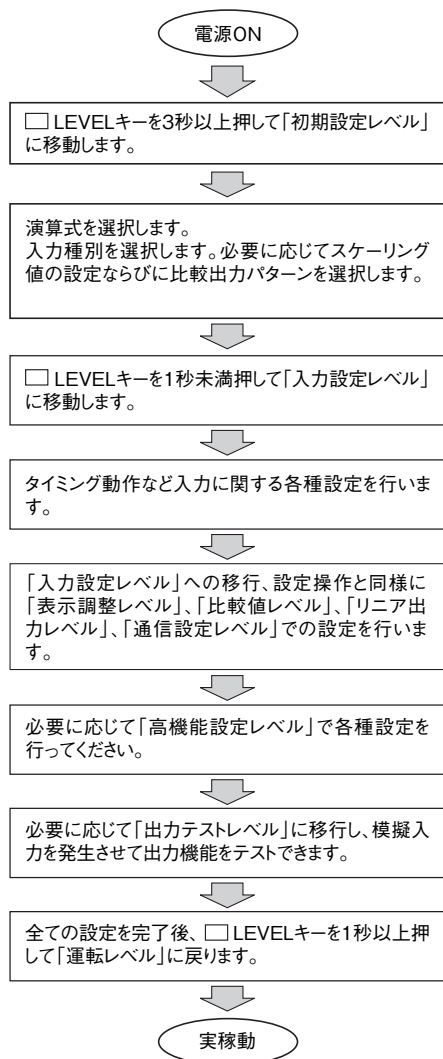 電源ON
□ LEVELキーを3秒以上押して「初期設定レベル」
に移動します。
演算式を選択します。
入力種別を選択します。必要に応じてスケーリング
値の設定ならびに比較出力パターンを選択します。
□ LEVELキーを1秒未満押して「入力設定レベル」
に移動します。
タイミング動作など入力に関する各種設定を行いま
す。
「入力設定レベル」への移行、設定操作と同様に
「表示調整レベル」、「比較値レベル」、「リニア出
力レベル」、「通信設定レベル」での設定を行いま
す。
必要に応じて「高機能設定レベル」で各種設定を
行ってください。
必要に応じて「出力テストレベル」に移行し、模擬入
力を発生させて出力機能をテストできます。
全ての設定を完了後、□ LEVELキーを1秒以上押
して「運転レベル」に戻ります。
実稼動